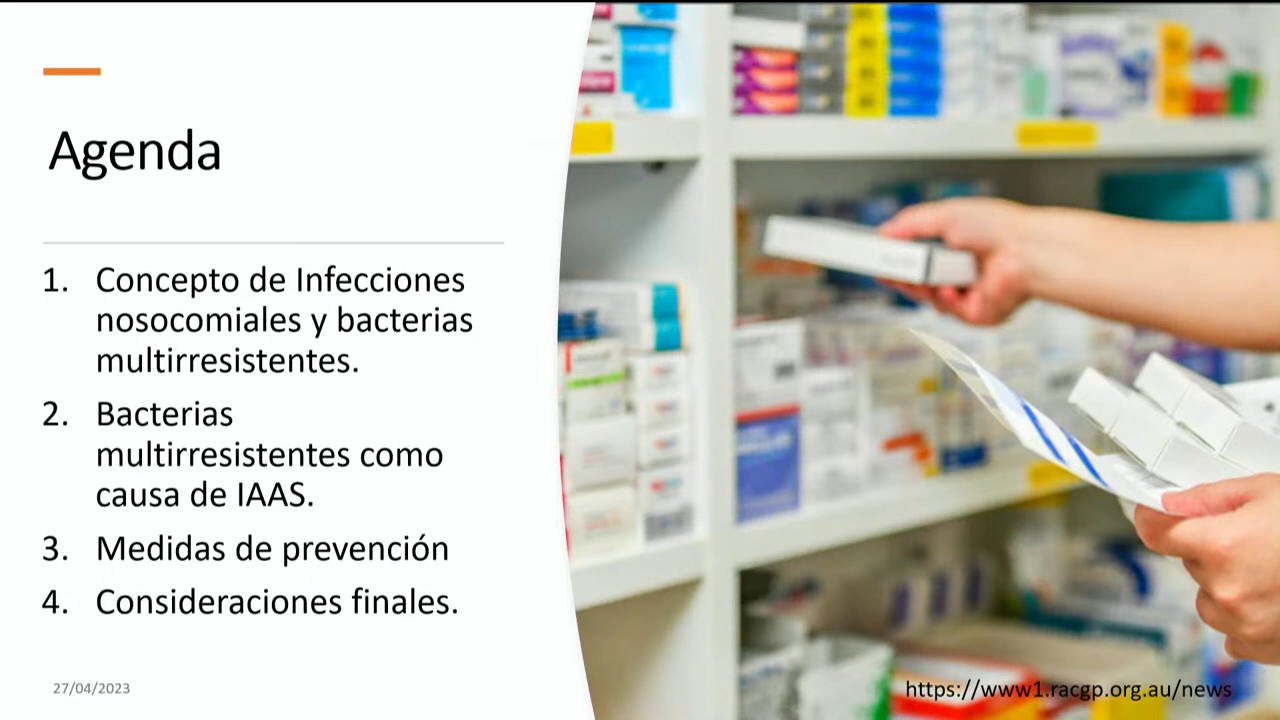 Agenda
1. Concepto de Infecciones
nosocomiales y bacterias
multirresistentes.
2. Bacterias
multirresistentes como
causa de IAAS.
3. Medidas de prevención
4. Consideraciones finales.
27/04/2023
https://www1.racgp.org.au/news